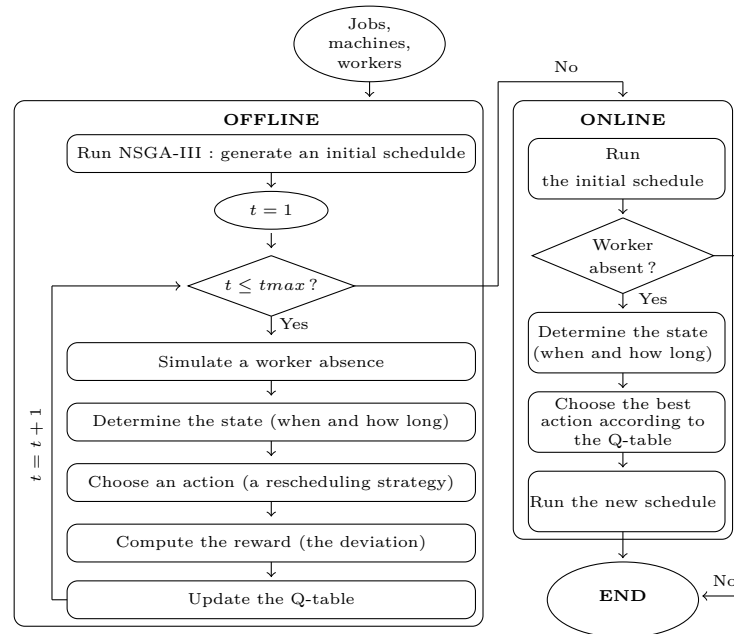 Jobs,
machines,
workers
No
OFFLINE
Run NSGA-III : generate an initial schedulde
t = 1
t ≤ tmax ?
Yes
Simulate a worker absence
Determine the state (when and how long)
Choose an action (a rescheduling strategy)
Compute the reward (the deviation)
Update the Q-table
t = t + 1
ONLINE
Run
the initial schedule
Worker
absent ?
Yes
Determine the state
(when and how long)
Choose the best
action according to
the Q-table
Run the new schedule
END
No